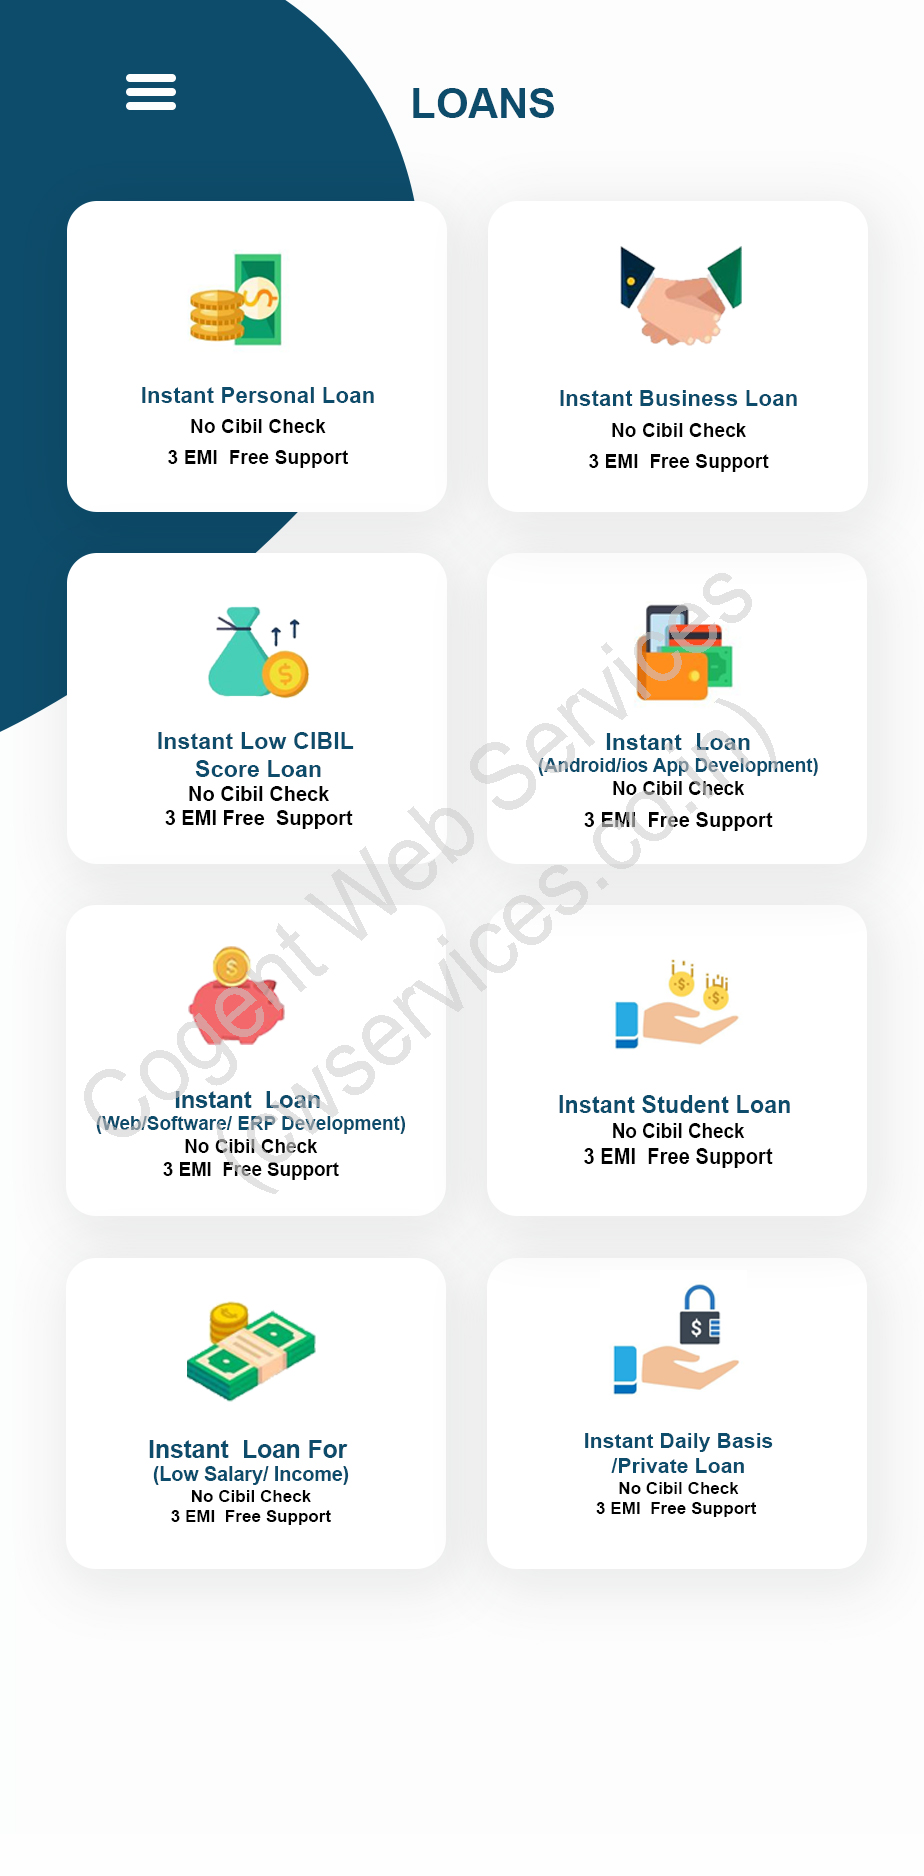 LOANS
Instant Personal Loan
No Cibil Check
3 EMI  Free Support
Instant Business Loan
No Cibil Check
3 EMI  Free Support
Instant Low CIBIL
Score Loan
No Cibil Check
3 EMI Free  Support
Instant  Loan
(Android/ios App Development)
No Cibil Check
3 EMI  Free Support
Instant  Loan
(Web/Software/ ERP Development)
No Cibil Check
3 EMI  Free Support
Instant Student Loan
No Cibil Check
3 EMI  Free Support
Instant  Loan For
(Low Salary/ Income)
No Cibil Check
3 EMI  Free Support
Instant Daily Basis
/Private Loan
No Cibil Check
3 EMI  Free Support
Cogent Web Services
(cwservices.co.in)